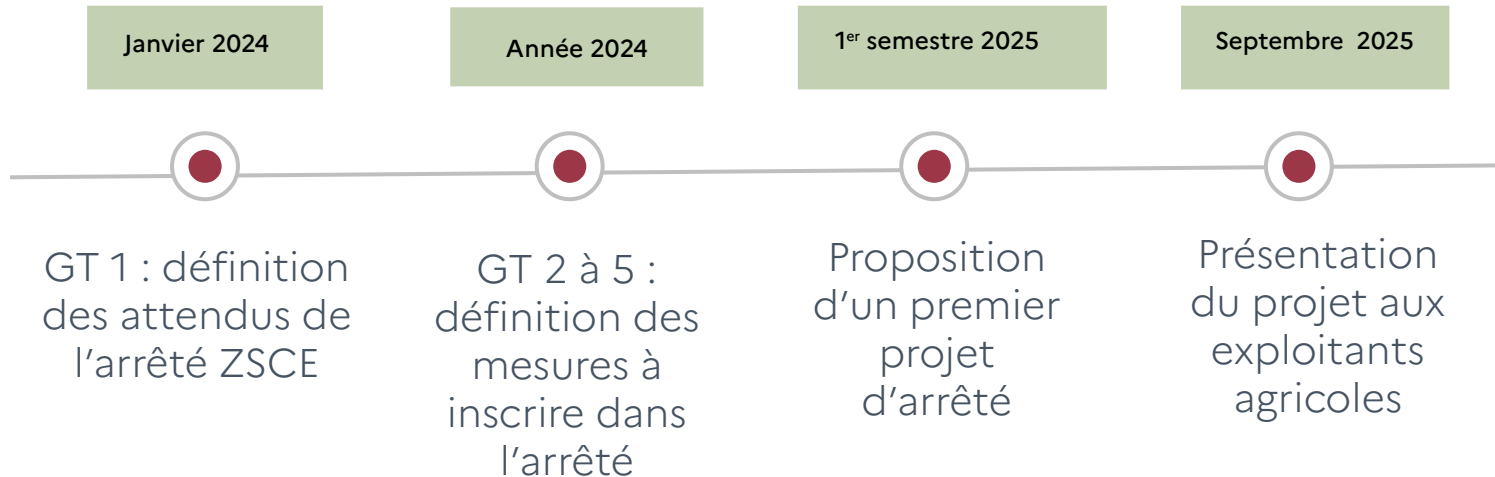 Janvier 2024
Année 2024
1er semestre 2025
Septembre 2025
GT 1 : définition
des attendus de
l'arrêté ZSCE
GT 2 à 5 :
définition des
mesures à
inscrire dans
l'arrêté
Proposition
d'un premier
projet
d'arrêté
Présentation
du projet aux
exploitants
agricoles